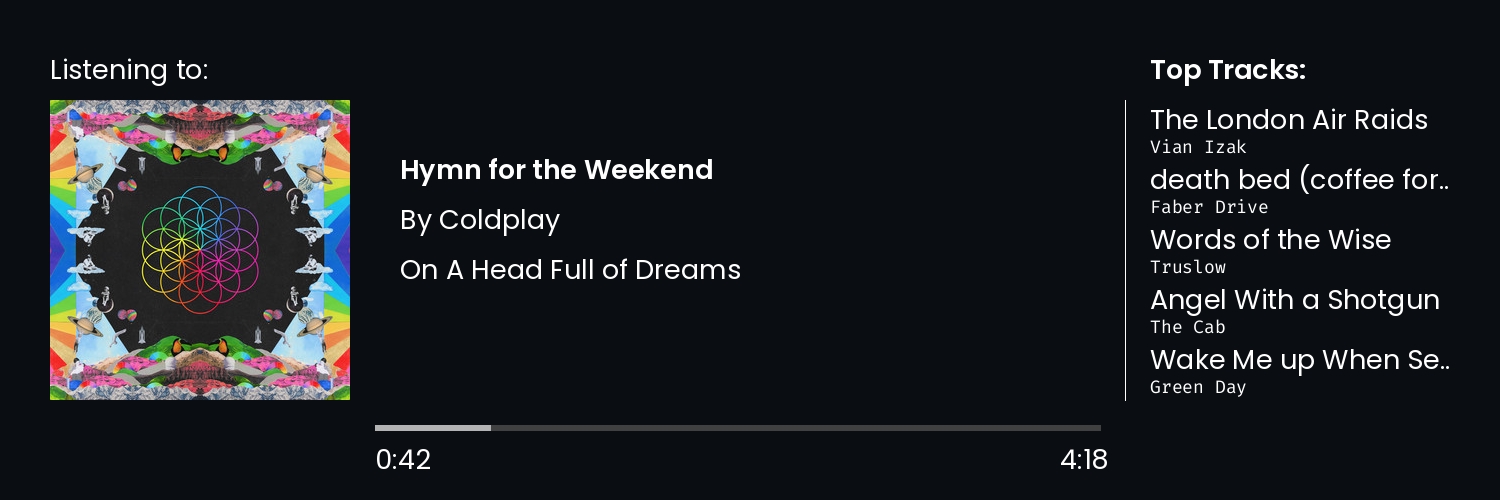 Listening to:
Hymn for the Weekend
By Coldplay
On A Head Full of Dreams
0:42
4:18
Top Tracks:
The London Air Raids
Vian Izak
death bed (coffee for..
Faber Drive
Words of the Wise
Truslow
Angel With a Shotgun
The Cab
Wake Me up When Se..
Green Day